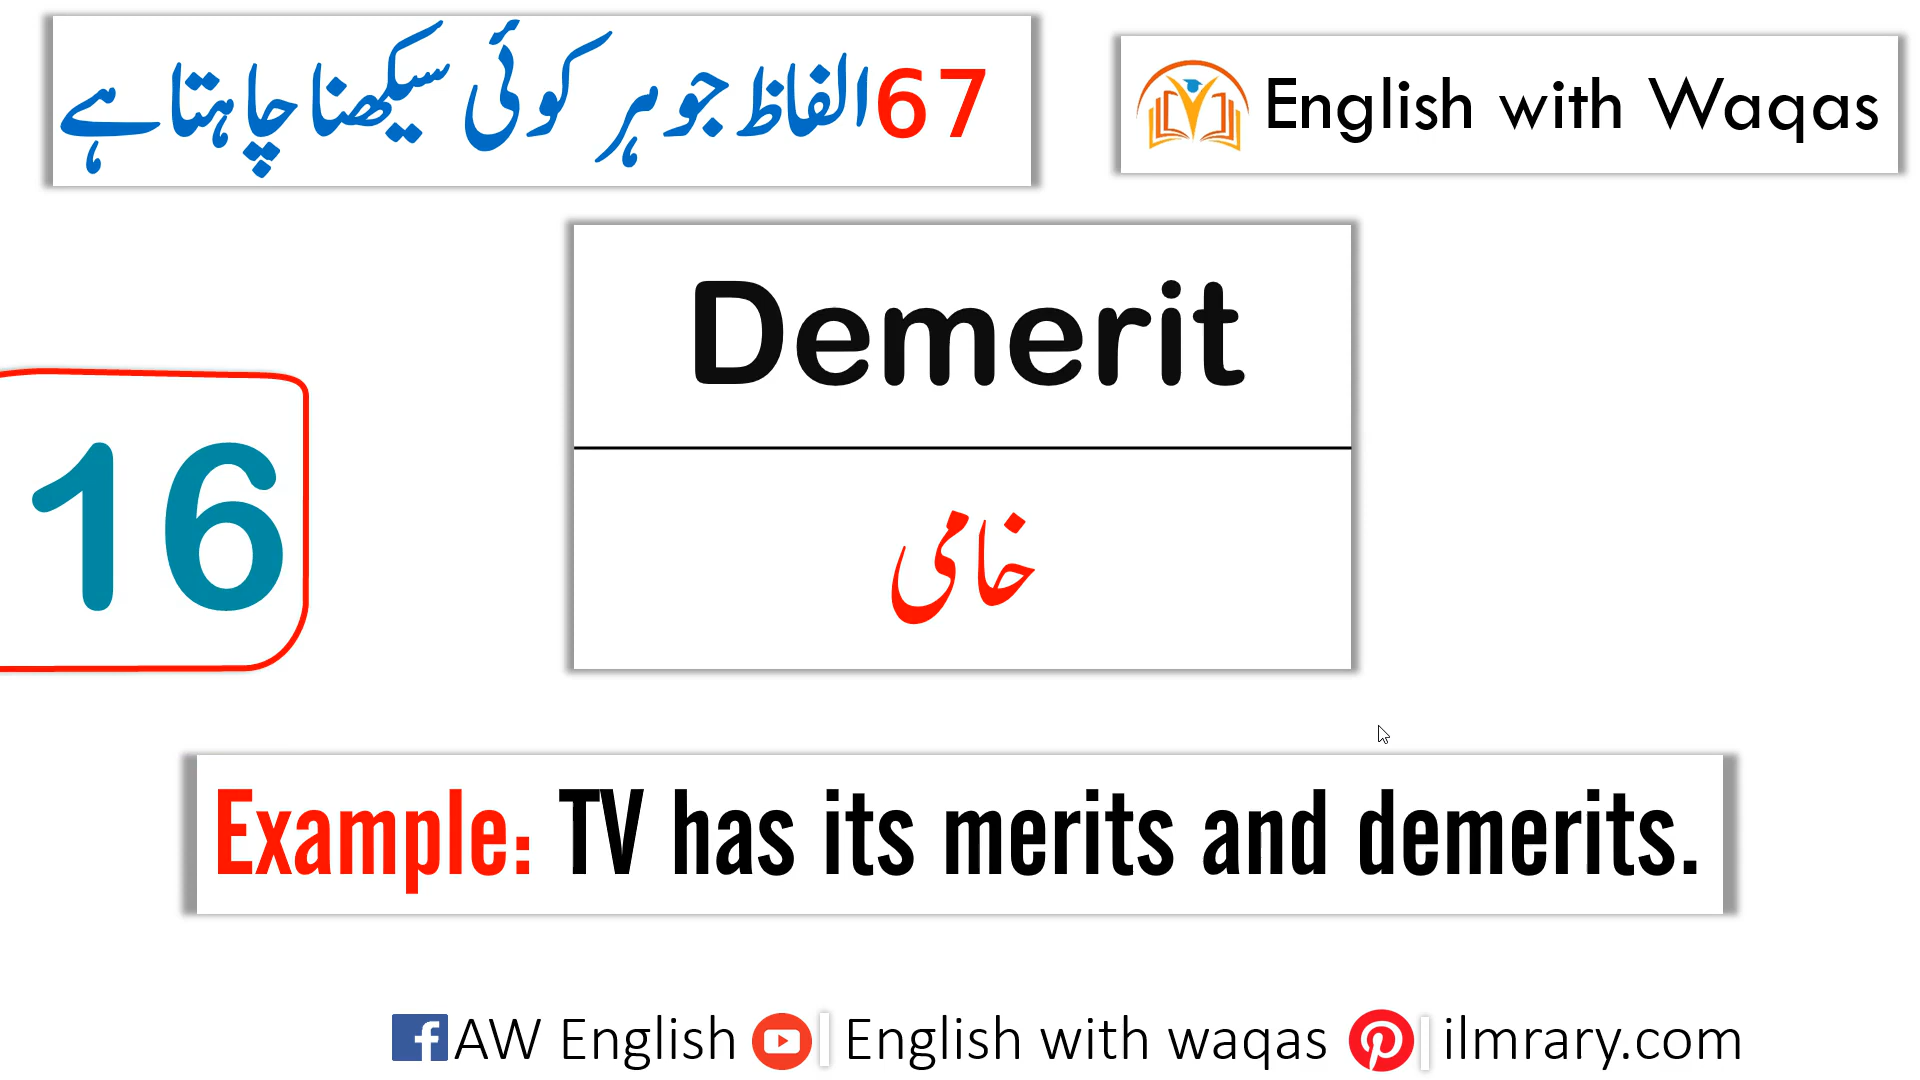 67 الفاظ جو ہر کوئی سیکھنا چاہتا ہے
English with Waqas
Demerit
16
خامی
Example: TV has its merits and demerits.
AW English | English with waqas | ilmrary.com